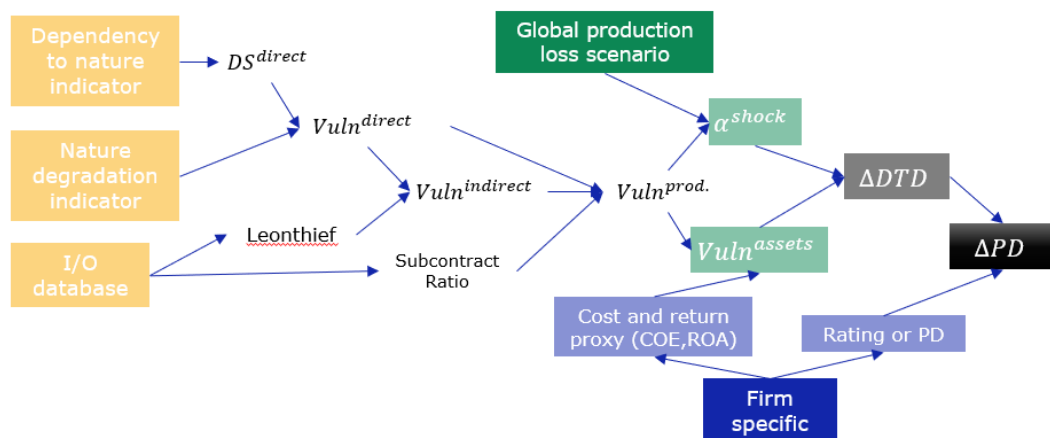 Dependency
to nature
indicator
DS^direct
Global production
loss scenario
Nature
degradation
indicator
Vuln^direct
α^shock
Vuln^indirect
Vuln^prod.
ΔDTD
I/O
database
Leonthief
Subcontract
Ratio
Vuln^assets
ΔPD
Cost and return
proxy (COE,ROA)
Rating or PD
Firm
specific